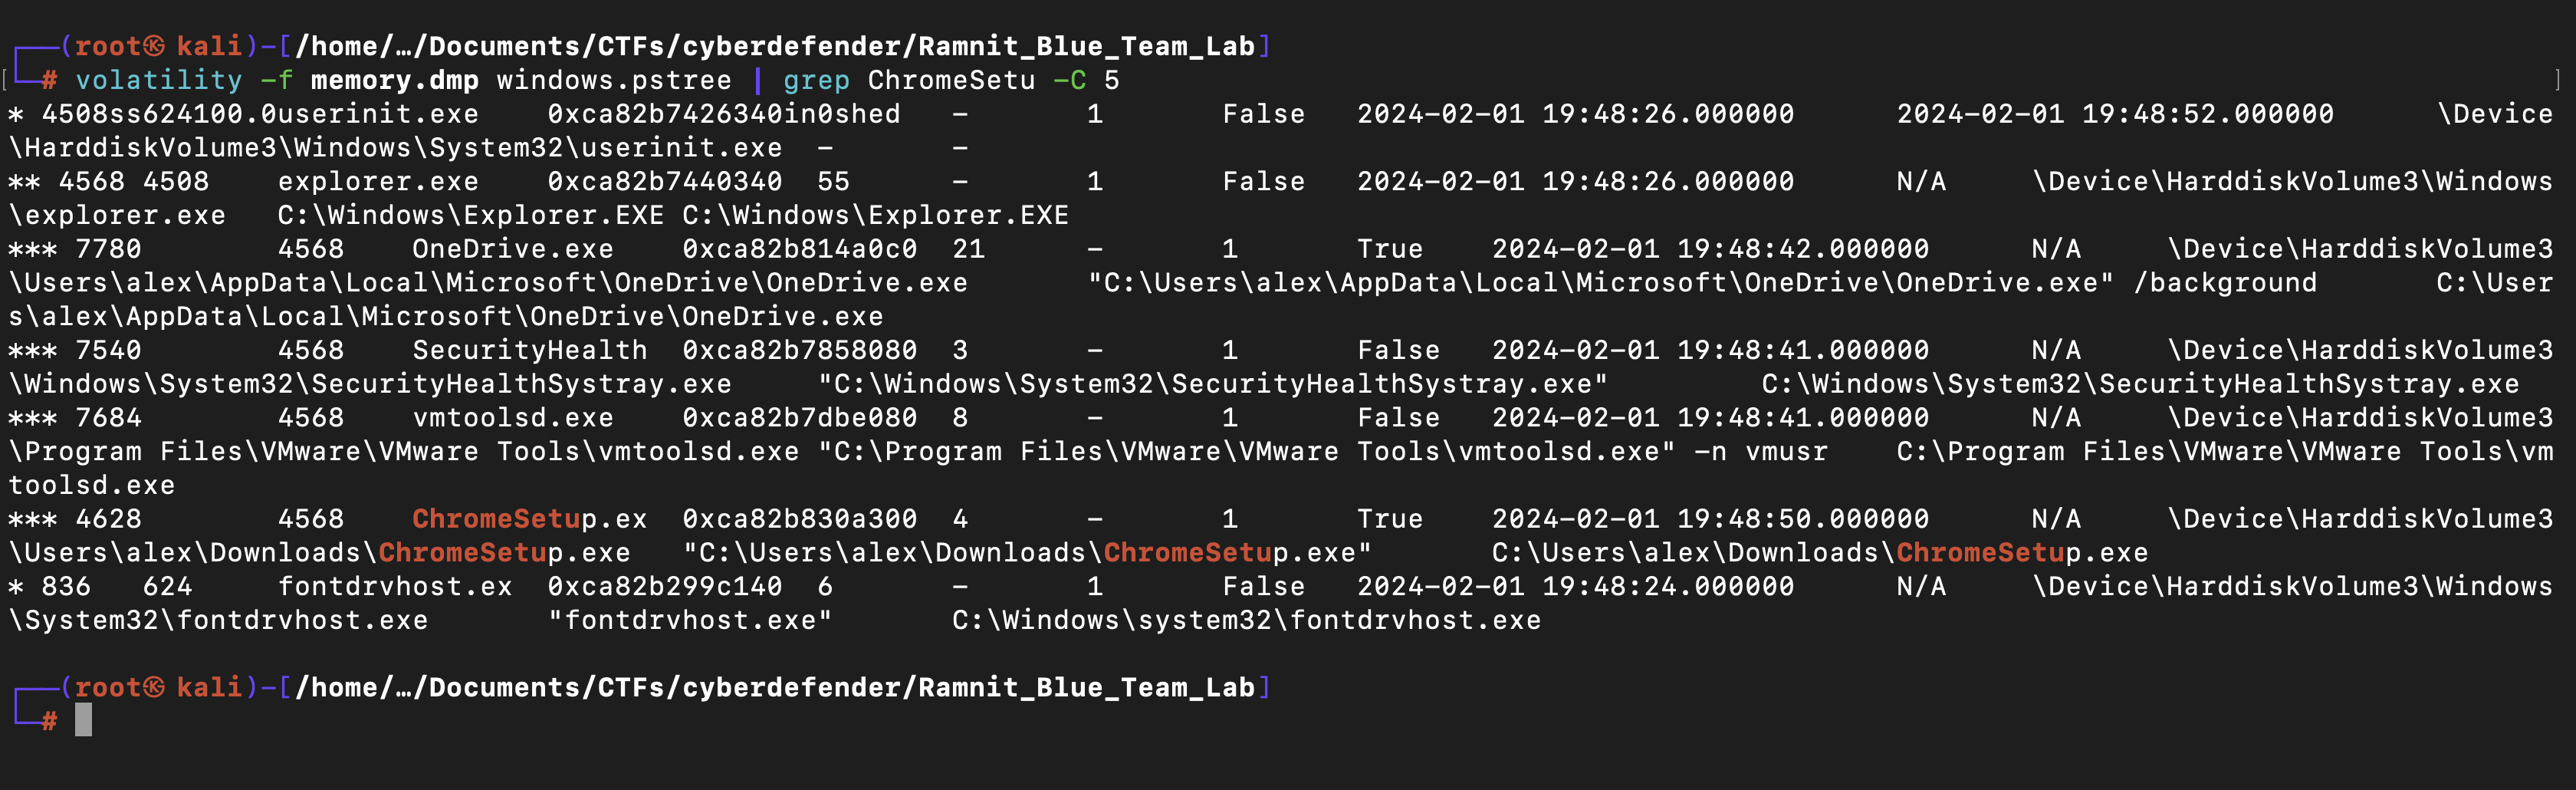 ┌──(root㉿kali)-[/home/…/Documents/CTFs/cyberdefender/Ramnit_Blue_Team_Lab]
[└─# volatility -f memory.dmp windows.pstree | grep ChromeSetu -C 5 ]
* 4508ss624100.0userinit.exe    0xca82b7426340in0shed   -       1       False   2024-02-01 19:48:26.000000      2024-02-01 19:48:52.000000      \Device
\HarddiskVolume3\Windows\System32\userinit.exe  -       -
** 4568 4508    explorer.exe    0xca82b7440340  55      -       1       False   2024-02-01 19:48:26.000000      N/A     \Device\HarddiskVolume3\Windows
\explorer.exe   C:\Windows\Explorer.EXE C:\Windows\Explorer.EXE
*** 7780        4568    OneDrive.exe    0xca82b814a0c0  21      -       1       True    2024-02-01 19:48:42.000000      N/A     \Device\HarddiskVolume3
\Users\alex\AppData\Local\Microsoft\OneDrive\OneDrive.exe       "C:\Users\alex\AppData\Local\Microsoft\OneDrive\OneDrive.exe" /background       C:\User
s\alex\AppData\Local\Microsoft\OneDrive\OneDrive.exe
*** 7540        4568    SecurityHealth  0xca82b7858080  3       -       1       False   2024-02-01 19:48:41.000000      N/A     \Device\HarddiskVolume3
\Windows\System32\SecurityHealthSystray.exe     "C:\Windows\System32\SecurityHealthSystray.exe"         C:\Windows\System32\SecurityHealthSystray.exe
*** 7684        4568    vmtoolsd.exe    0xca82b7dbe080  8       -       1       False   2024-02-01 19:48:41.000000      N/A     \Device\HarddiskVolume3
\Program Files\VMware\VMware Tools\vmtoolsd.exe "C:\Program Files\VMware\VMware Tools\vmtoolsd.exe" -n vmusr    C:\Program Files\VMware\VMware Tools\vm
toolsd.exe
*** 4628        4568    ChromeSetup.ex  0xca82b830a300  4       -       1       True    2024-02-01 19:48:50.000000      N/A     \Device\HarddiskVolume3
\Users\alex\Downloads\ChromeSetup.exe   "C:\Users\alex\Downloads\ChromeSetup.exe"       C:\Users\alex\Downloads\ChromeSetup.exe
* 836   624     fontdrvhost.ex  0xca82b299c140  6       -       1       False   2024-02-01 19:48:24.000000      N/A     \Device\HarddiskVolume3\Windows
\System32\fontdrvhost.exe       "fontdrvhost.exe"       C:\Windows\system32\fontdrvhost.exe
┌──(root㉿kali)-[/home/…/Documents/CTFs/cyberdefender/Ramnit_Blue_Team_Lab]
└─#